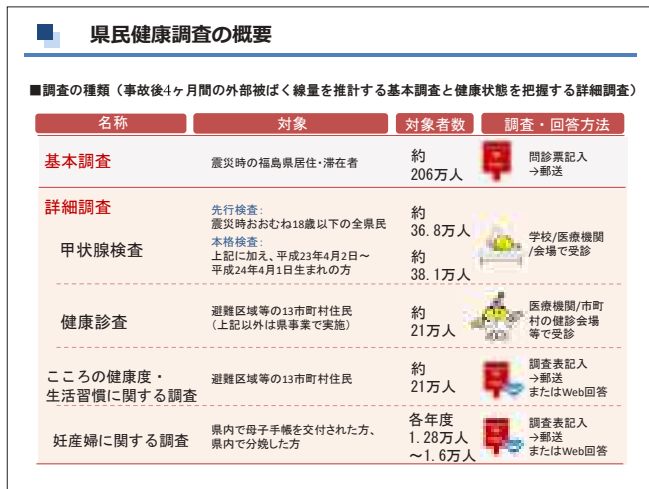 県民健康調査の概要
■調査の種類（事故後4ヶ月間の外部被ばく線量を推計する基本調査と健康状態を把握する詳細調査）
名称 対象 対象者数 調査・回答方法
基本調査
震災時の福島県居住・滞在者
約
206万人
問診票記入
→郵送
詳細調査
甲状腺検査
先行検査：
震災時おおむね18歳以下の全県民
本格検査：
上記に加え、平成23年4月2日～
平成24年4月1日生まれの方
約
36.8万人
約
38.1万人
学校/医療機関
/会場で受診
健康診査
避難区域等の13市町村住民
（上記以外は県事業で実施）
約
21万人
医療機関/市町
村の健診会場
等で受診
こころの健康度・
生活習慣に関する調査
避難区域等の13市町村住民
約
21万人
調査表記入
→郵送
またはWeb回答
妊産婦に関する調査
県内で母子手帳を交付された方、
県内で分娩した方
各年度
1.28万人
～1.6万人
調査表記入
→郵送
またはWeb回答